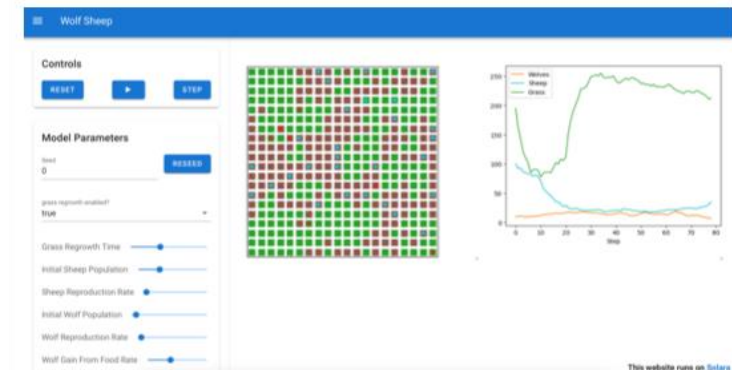 Wolf Sheep
Controls
RESET
STEP
Model Parameters
Seed
0
RESEED
grass regrowth enabled?
true
Grass Regrowth Time
Initial Sheep Population
Sheep Reproduction Rate
Initial Wolf Population
Wolf Reproduction Rate
Wolf Gain From Food Rate
Wolves
Sheep
Grass
250
200
150
100
50
0
0 10 20 30 40 50 60 70 80
Step
This website runs on Solara